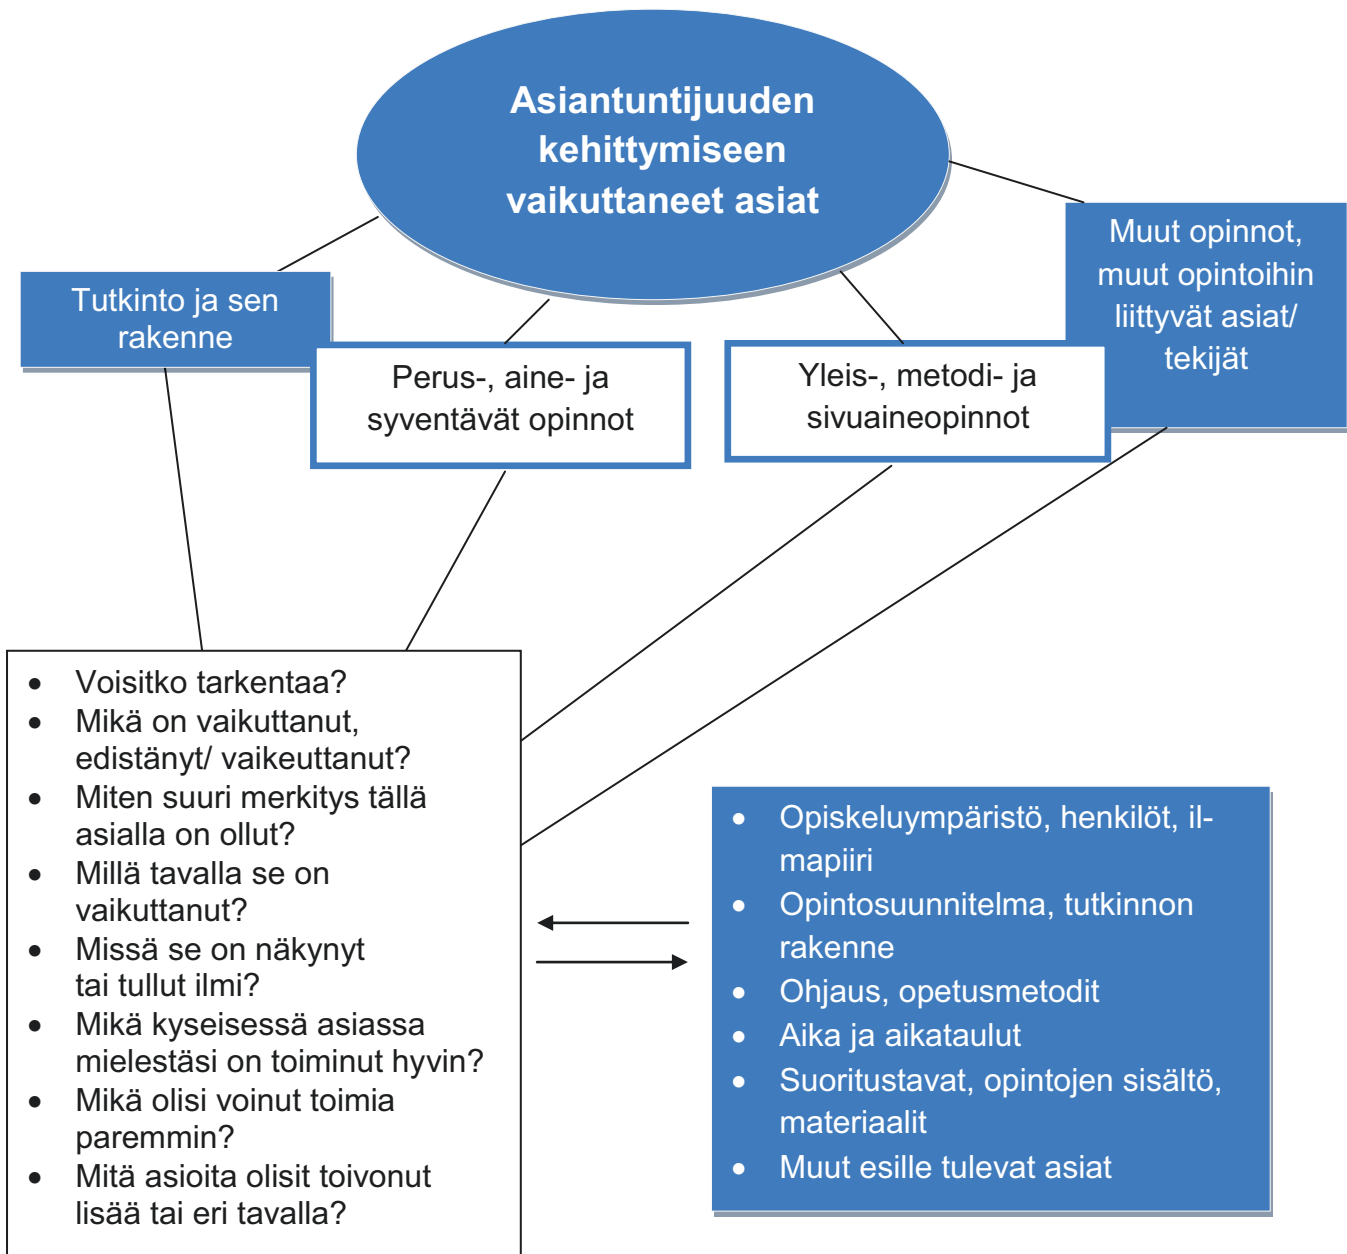 Asiantuntijuuden
kehittymiseen
vaikuttaneet asiat
Tutkinto ja sen
rakenne
Perus-, aine- ja
syventävät opinnot
Yleis-, metodi- ja
sivuaineopinnot
Muut opinnot,
muut opintoihin
liittyvät asiat/
tekijät
• Voisitko tarkentaa?
• Mikä on vaikuttanut,
edistänyt/ vaikeuttanut?
• Miten suuri merkitys tällä
asialla on ollut?
• Millä tavalla se on
vaikuttanut?
• Missä se on näkynyt
tai tullut ilmi?
• Mikä kyseisessä asiassa
mielestäsi on toiminut hyvin?
• Mikä olisi voinut toimia
paremmin?
• Mitä asioita olisit toivonut
lisää tai eri tavalla?
• Opiskeluympäristö, henkilöt, il-
mapiiri
• Opintosuunnitelma, tutkinnon
rakenne
• Ohjaus, opetusmetodit
• Aika ja aikataulut
• Suoritustavat, opintojen sisältö,
materiaalit
• Muut esille tulevat asiat